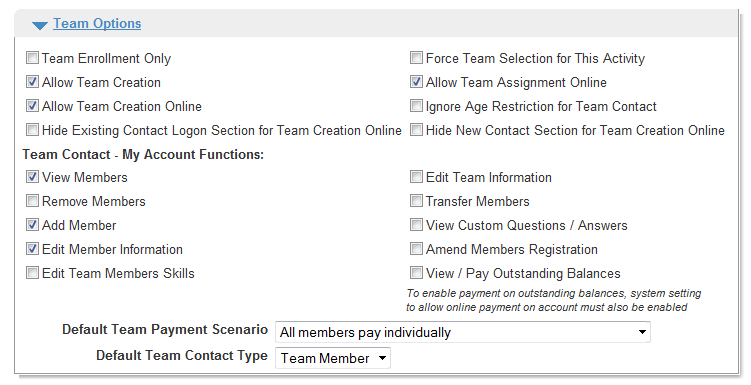 Team Options
Team Enrollment Only
Force Team Selection for This Activity
Allow Team Creation
Allow Team Assignment Online
Allow Team Creation Online
Ignore Age Restriction for Team Contact
Hide Existing Contact Logon Section for Team Creation Online
Hide New Contact Section for Team Creation Online
Team Contact - My Account Functions:
View Members
Edit Team Information
Remove Members
Transfer Members
Add Member
View Custom Questions / Answers
Edit Member Information
Amend Members Registration
Edit Team Members Skills
View / Pay Outstanding Balances
To enable payment on outstanding balances, system setting
to allow online payment on account must also be enabled
Default Team Payment Scenario All members pay individually
Default Team Contact Type Team Member